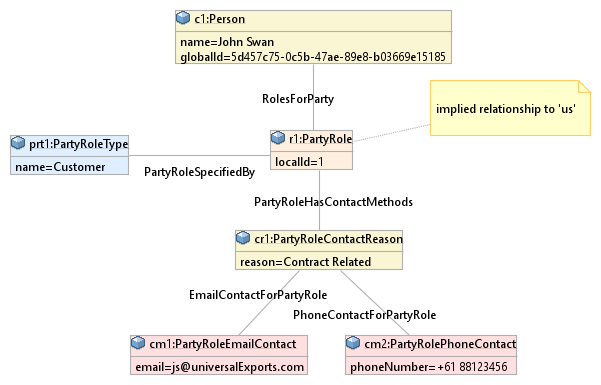 c1:Person
name=John Swan
globalId=5d457c75-0c5b-47ae-89e8-b03669e15185
RolesForParty
implied relationship to 'us'
r1:PartyRole
localId=1
prt1:PartyRoleType
name=Customer
PartyRoleSpecifiedBy
PartyRoleHasContactMethods
cr1:PartyRoleContactReason
reason=Contract Related
EmailContactForPartyRole
PhoneContactForPartyRole
cm1:PartyRoleEmailContact
email=js@universalExports.com
cm2:PartyRolePhoneContact
phoneNumber=+61 88123456